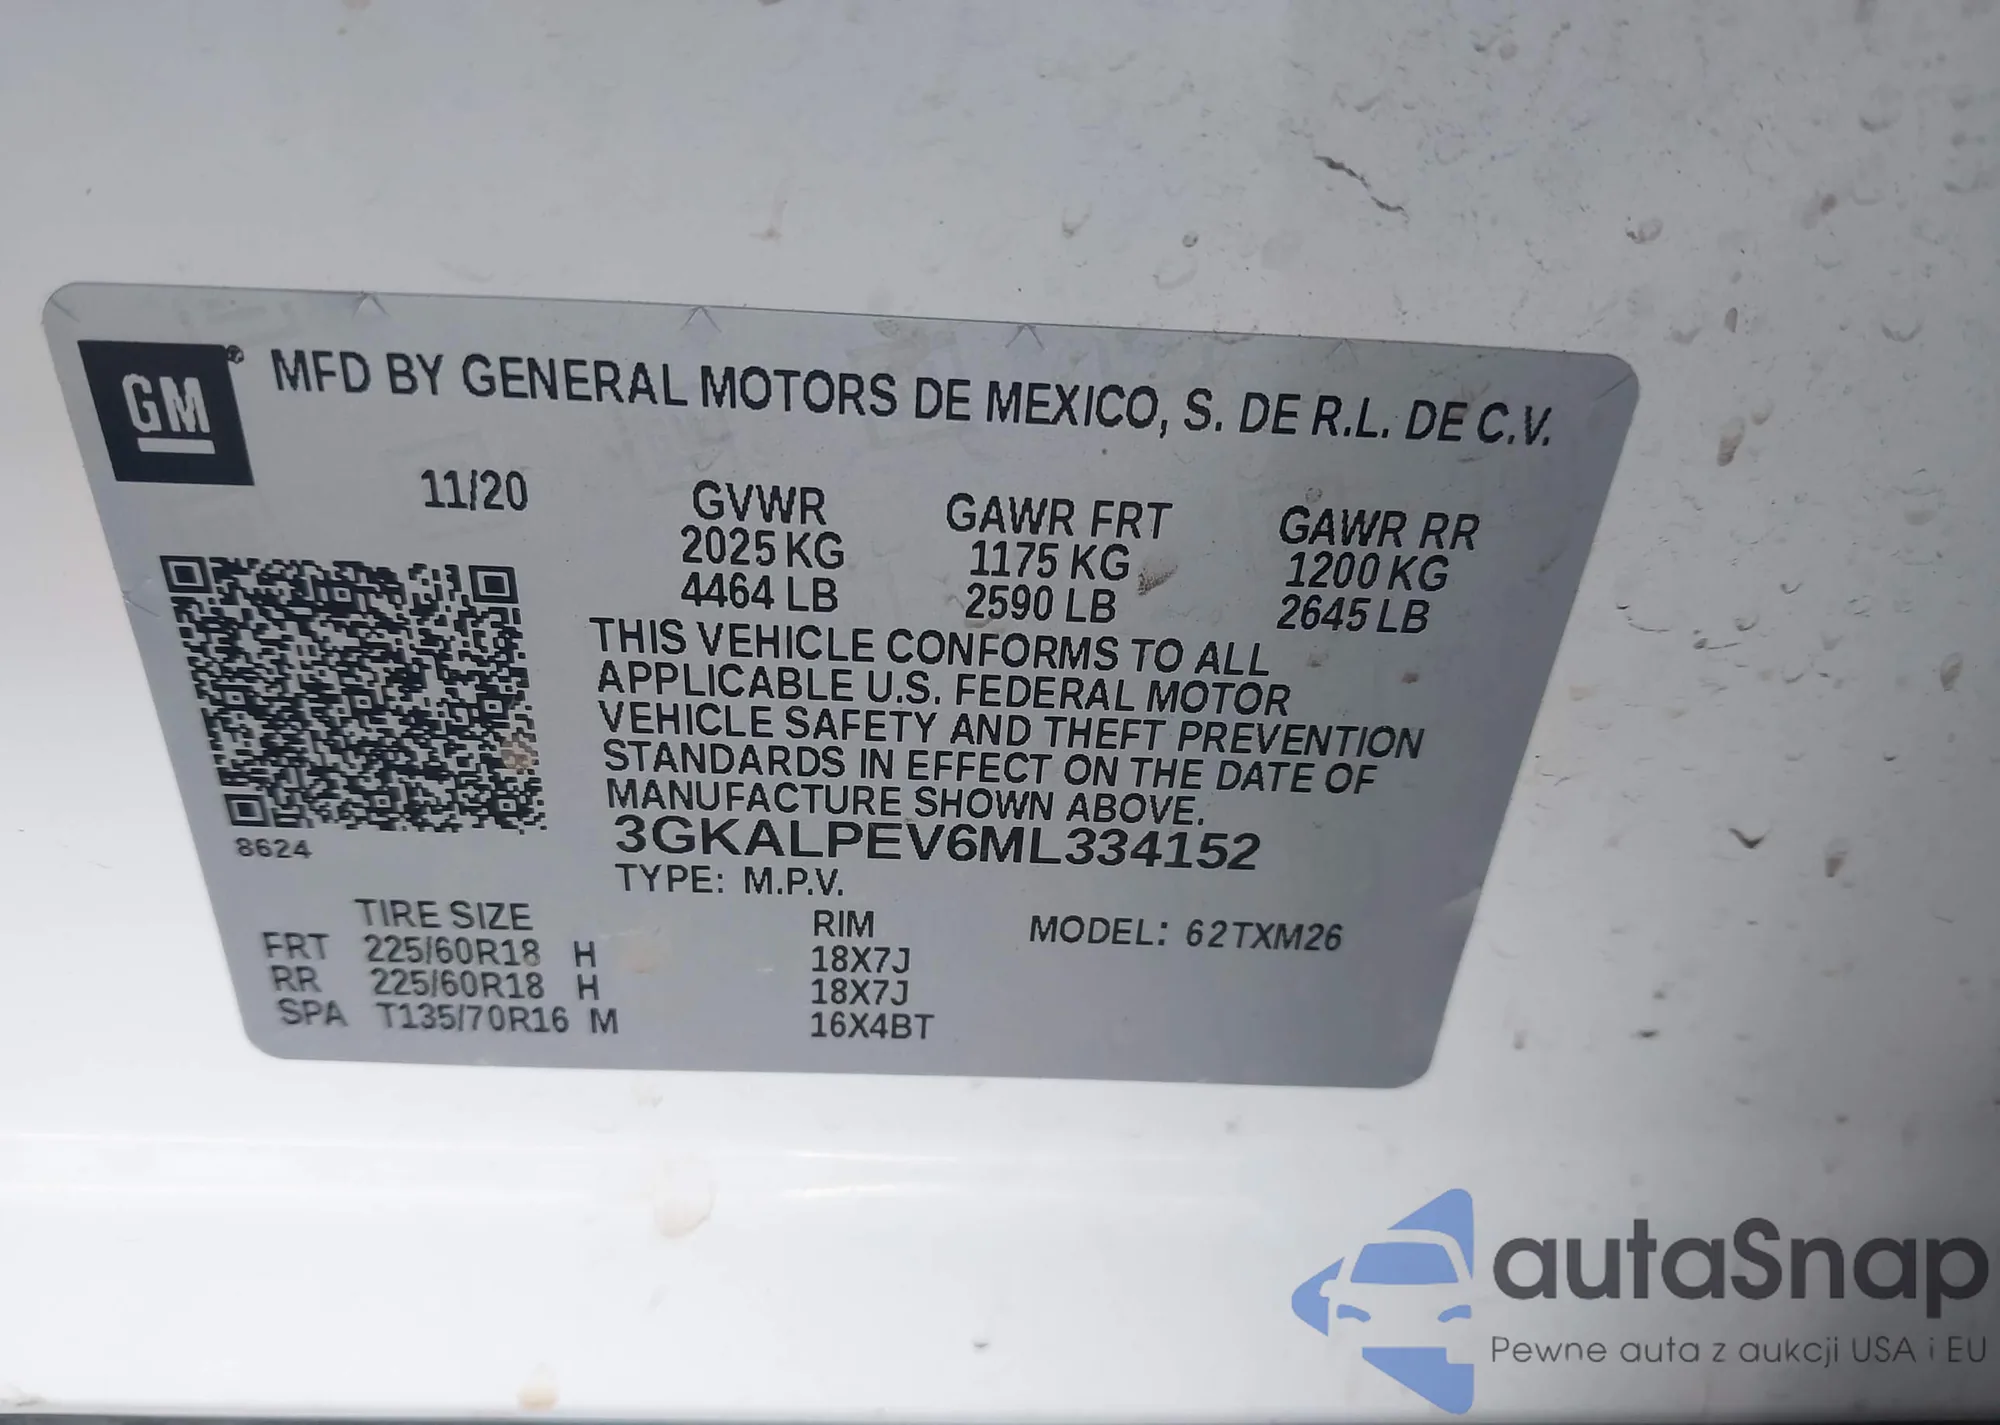 GM
MFD BY GENERAL MOTORS DE MEXICO, S. DE R.L. DE C.V.
11/20
GVWR GAWR FRT GAWR RR
2025 KG 1175 KG 1200 KG
4464 LB 2590 LB 2645 LB
THIS VEHICLE CONFORMS TO ALL
APPLICABLE U.S. FEDERAL MOTOR
VEHICLE SAFETY AND THEFT PREVENTION
STANDARDS IN EFFECT ON THE DATE OF
MANUFACTURE SHOWN ABOVE.
8624
3GKALPEV6ML334152
TYPE: M.P.V.
TIRE SIZE RIM MODEL: 62TXM26
FRT 225/60R18 H 18X7J
RR 225/60R18 H 18X7J
SPA T135/70R16 M 16X4BT
autaSnap
Pewne auta z aukcji USA i EU